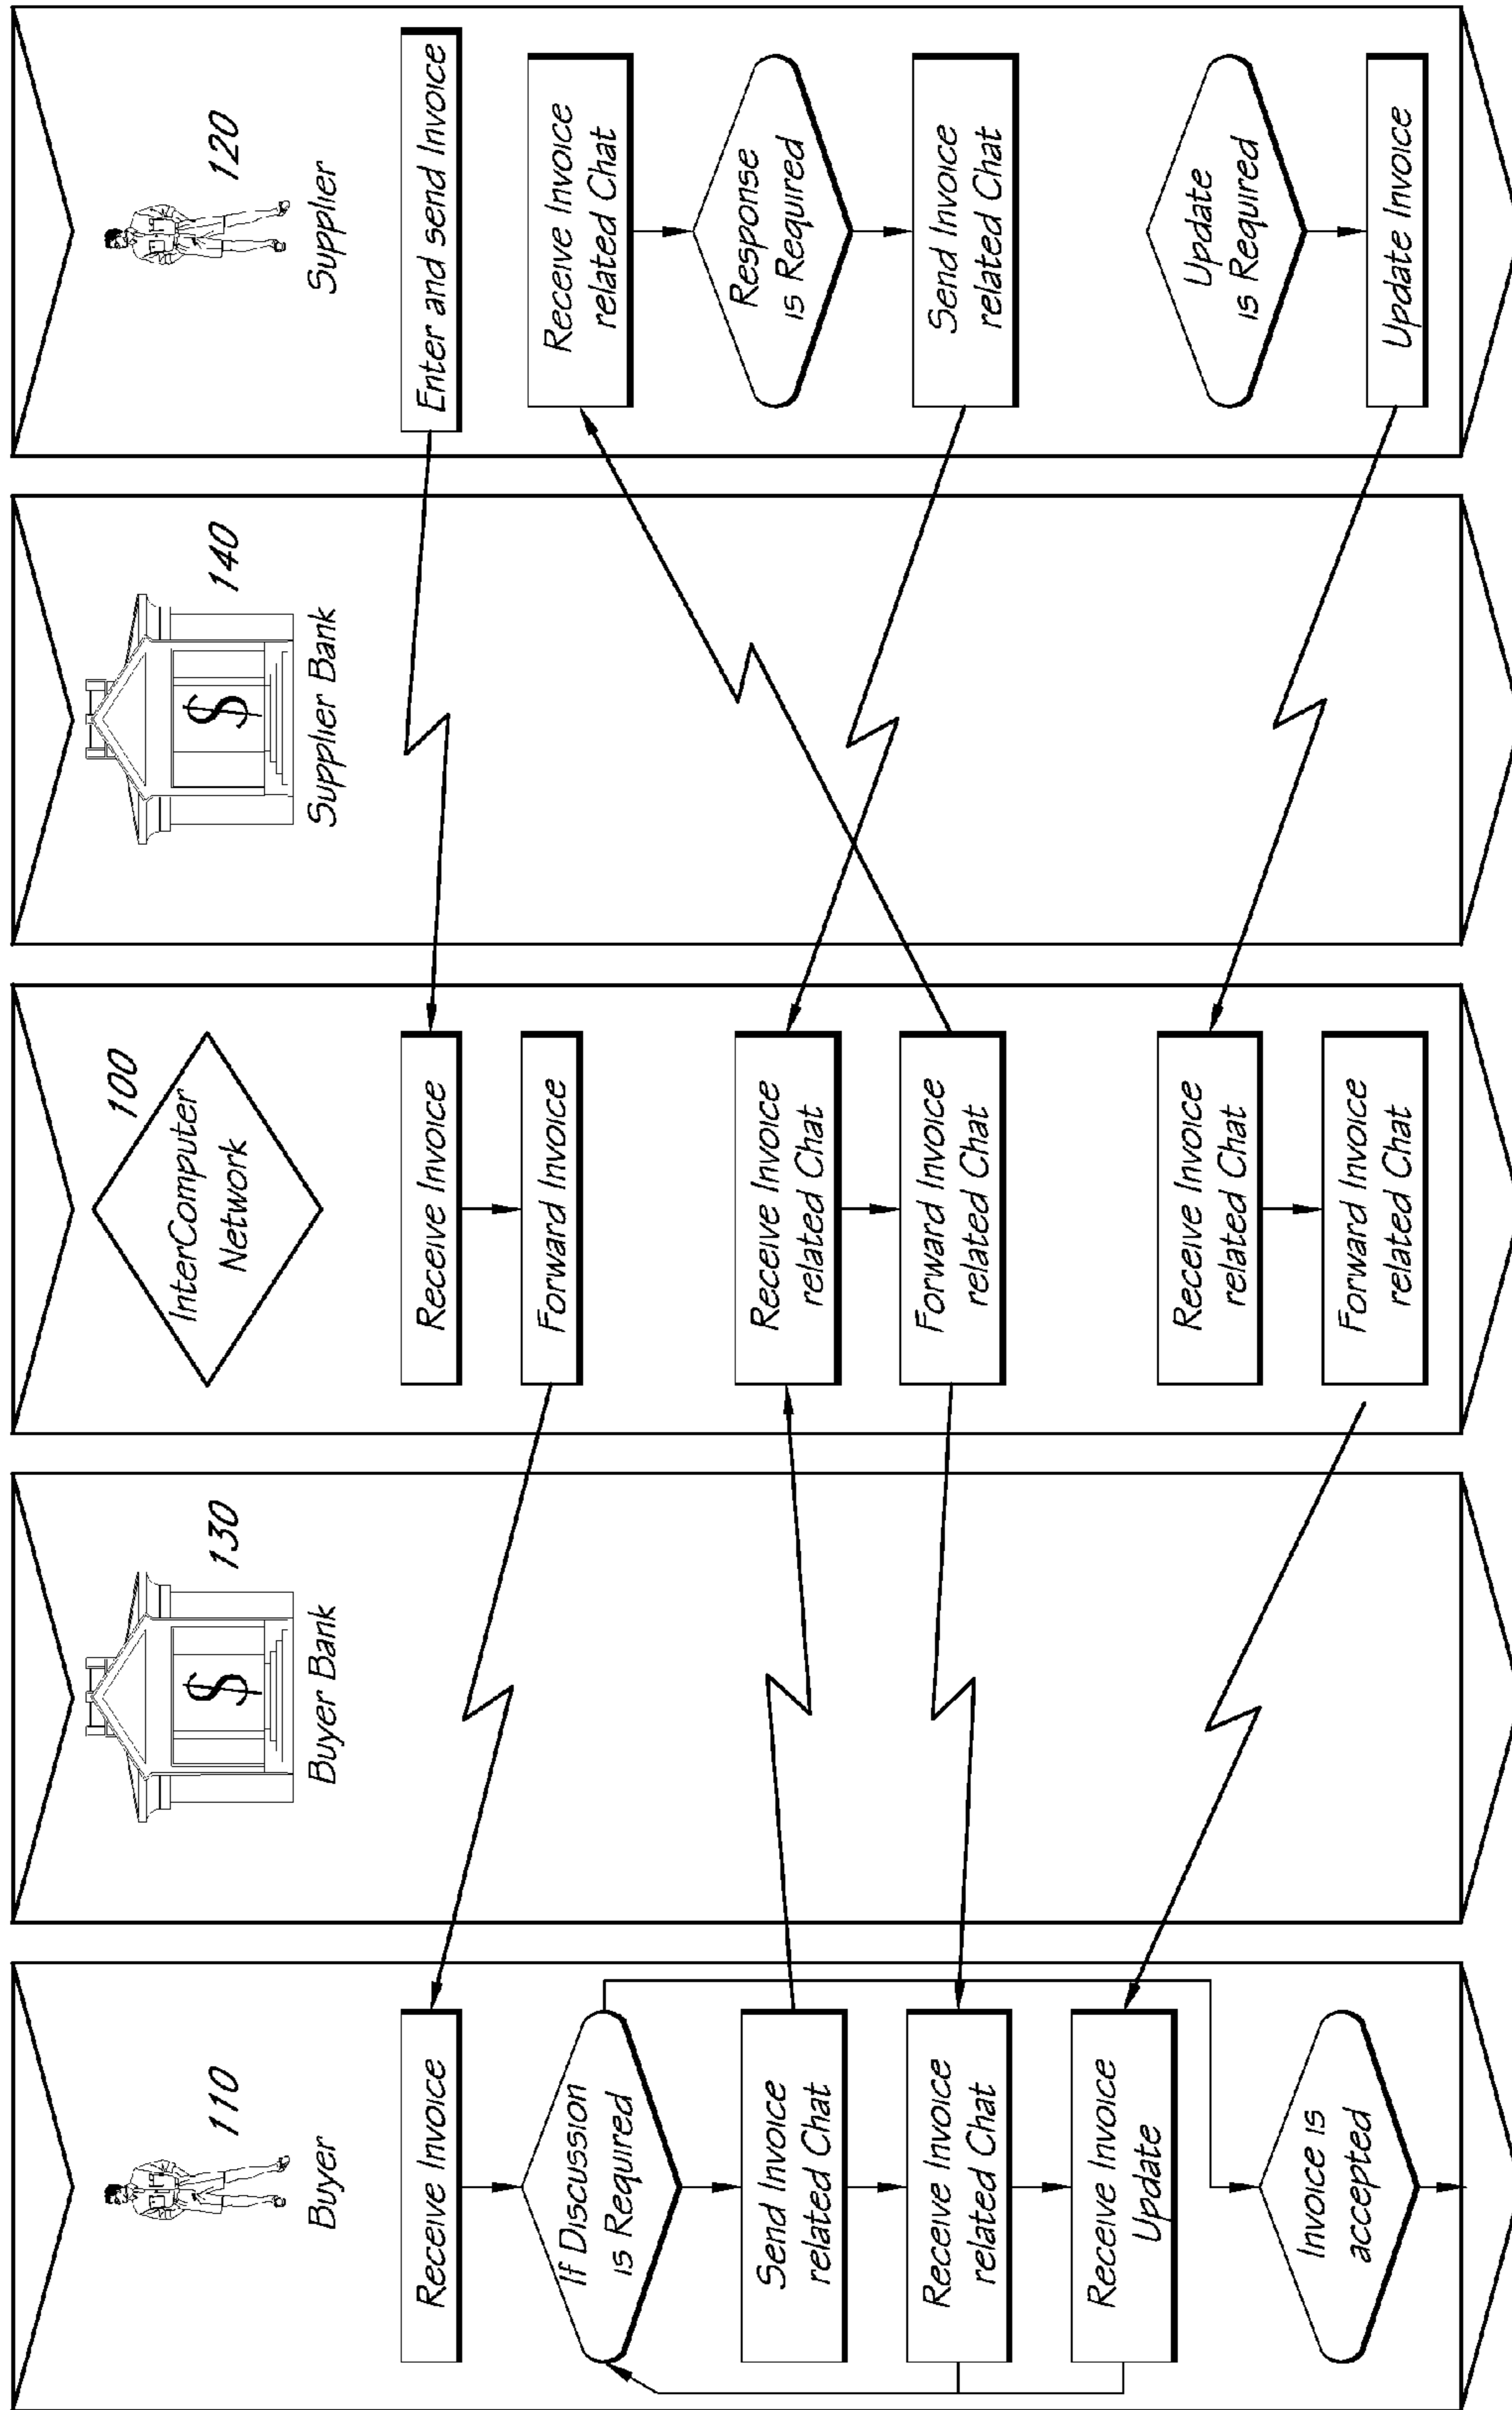 110
Buyer
Receive Invoice
If Discussion
is Required
Send Invoice
related Chat
Receive Invoice
related Chat
Receive Invoice
Update
Invoice is
accepted
130
$
Buyer Bank
100
InterComputer
Network
Receive Invoice
Forward Invoice
Receive Invoice
related Chat
Forward Invoice
related Chat
Receive Invoice
related Chat
Forward Invoice
related Chat
140
$
Supplier Bank
120
Supplier
Enter and send Invoice
Receive Invoice
related Chat
Response
is Required
Send Invoice
related Chat
Update
is Required
Update Invoice